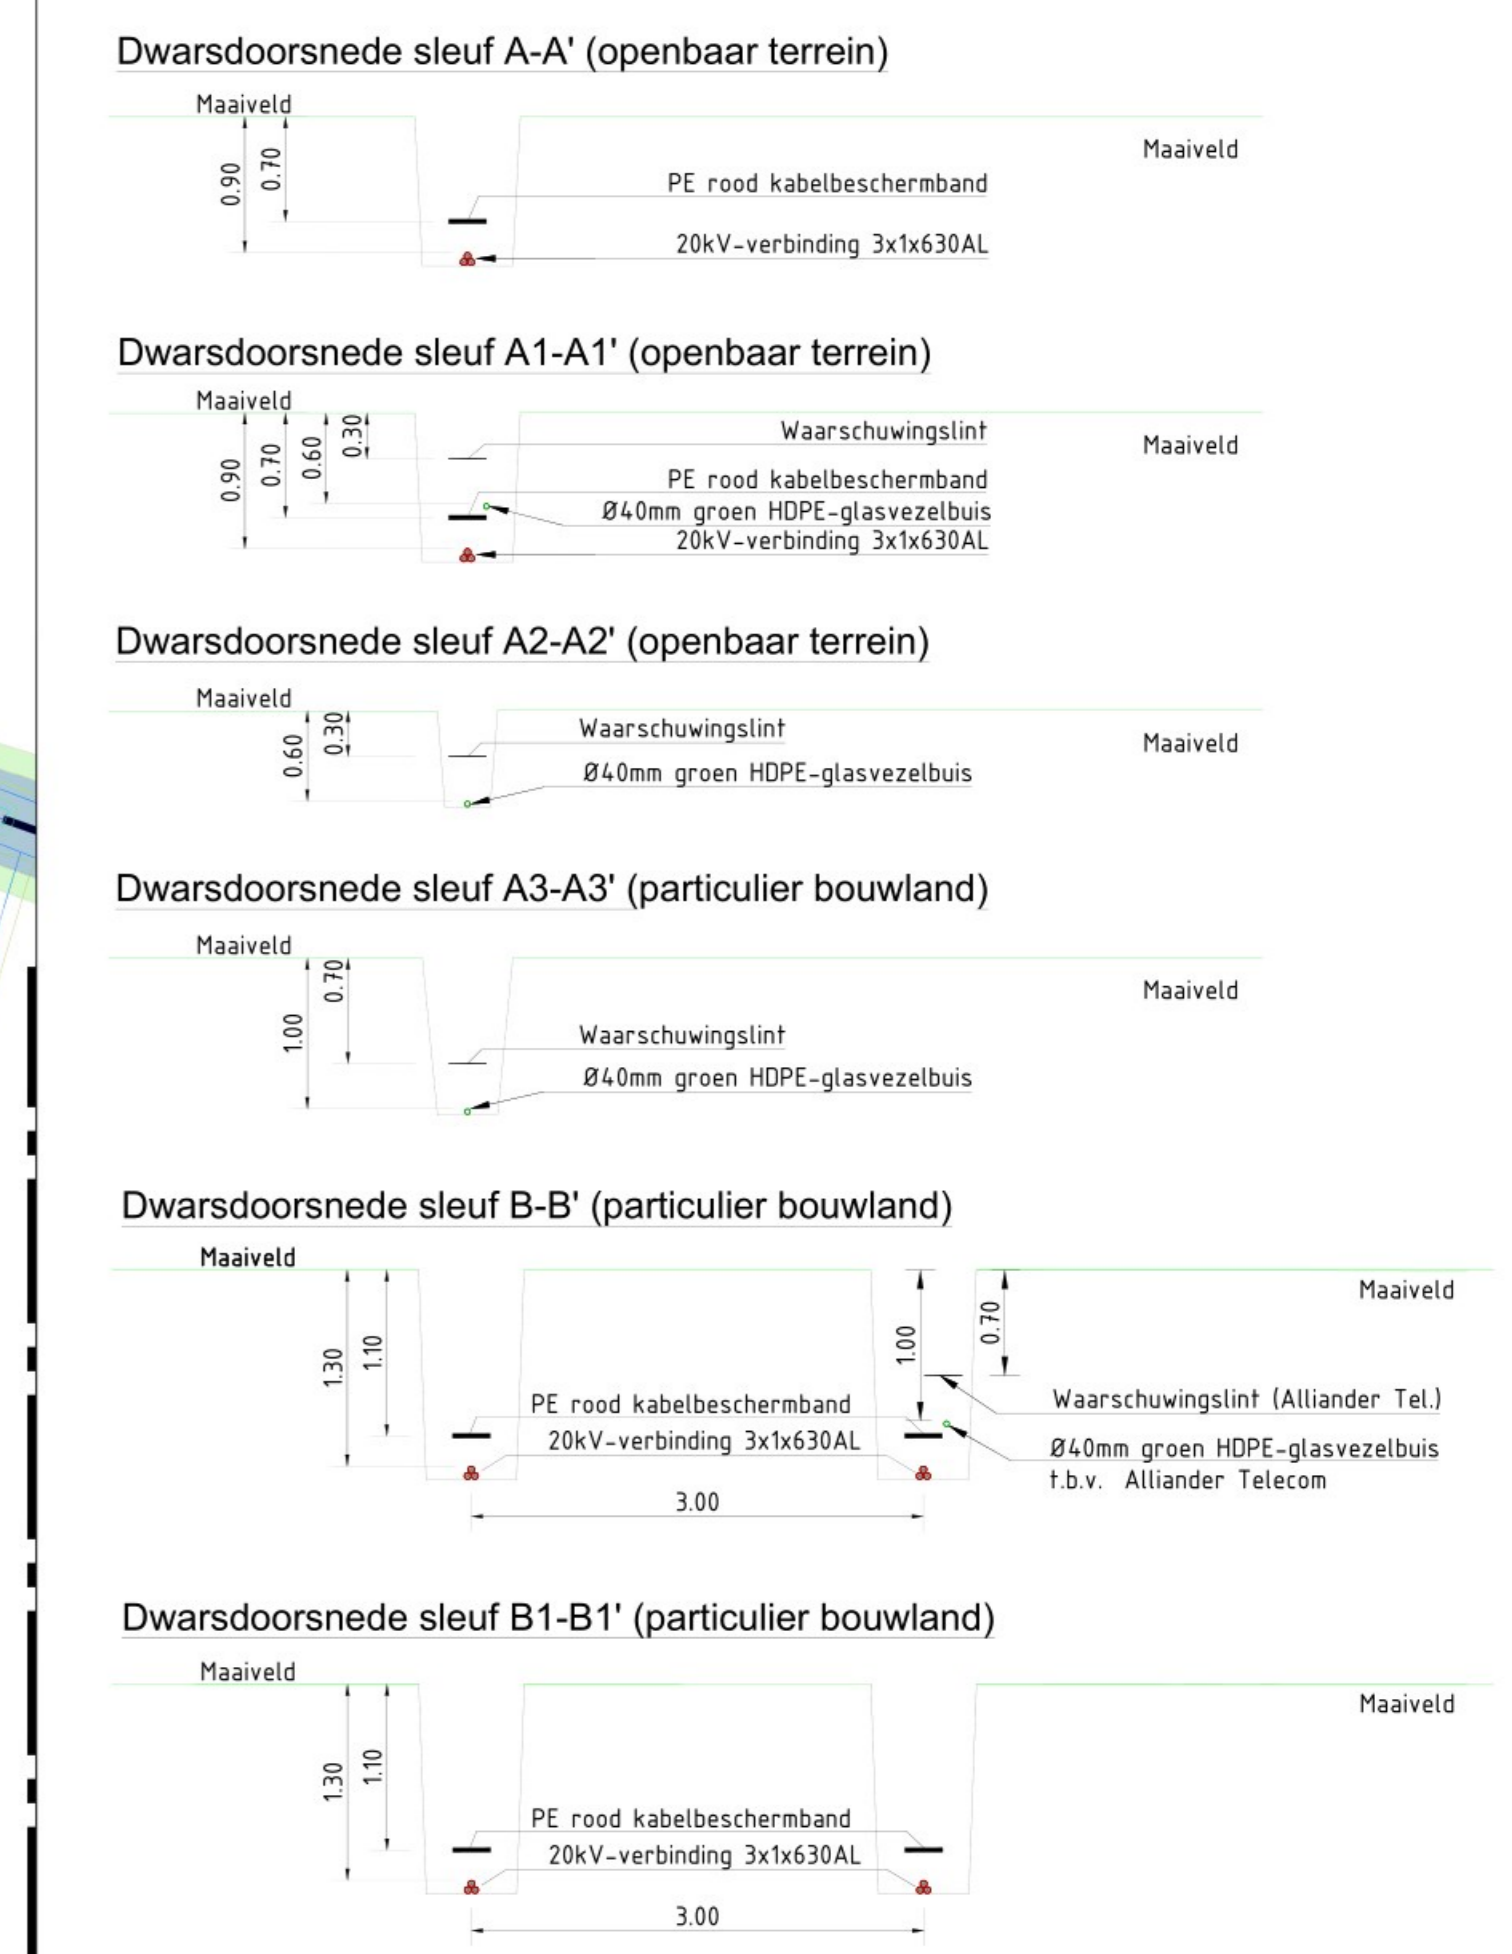 Dwarsdoorsnede sleuf A-A' (openbaar terrein)
Maaiveld
Maaiveld
0.90
0.70
PE rood kabelbeschermband
20kV-verbinding 3x1x630AL
Dwarsdoorsnede sleuf A1-A1' (openbaar terrein)
Maaiveld
0.90
0.70
0.60
0.30
Waarschuwingslint
Maaiveld
PE rood kabelbeschermband
Ø40mm groen HDPE-glasvezelbuis
20kV-verbinding 3x1x630AL
Dwarsdoorsnede sleuf A2-A2' (openbaar terrein)
Maaiveld
0.60
0.30
Waarschuwingslint
Maaiveld
Ø40mm groen HDPE-glasvezelbuis
Dwarsdoorsnede sleuf A3-A3' (particulier bouwland)
Maaiveld
1.00
0.70
Maaiveld
Waarschuwingslint
Ø40mm groen HDPE-glasvezelbuis
Dwarsdoorsnede sleuf B-B' (particulier bouwland)
Maaiveld
Maaiveld
1.30
1.10
1.00
0.70
PE rood kabelbeschermband
20kV-verbinding 3x1x630AL
Waarschuwingslint (Alliander Tel.)
Ø40mm groen HDPE-glasvezelbuis
t.b.v. Alliander Telecom
3.00
Dwarsdoorsnede sleuf B1-B1' (particulier bouwland)
Maaiveld
Maaiveld
1.30
1.10
PE rood kabelbeschermband
20kV-verbinding 3x1x630AL
3.00